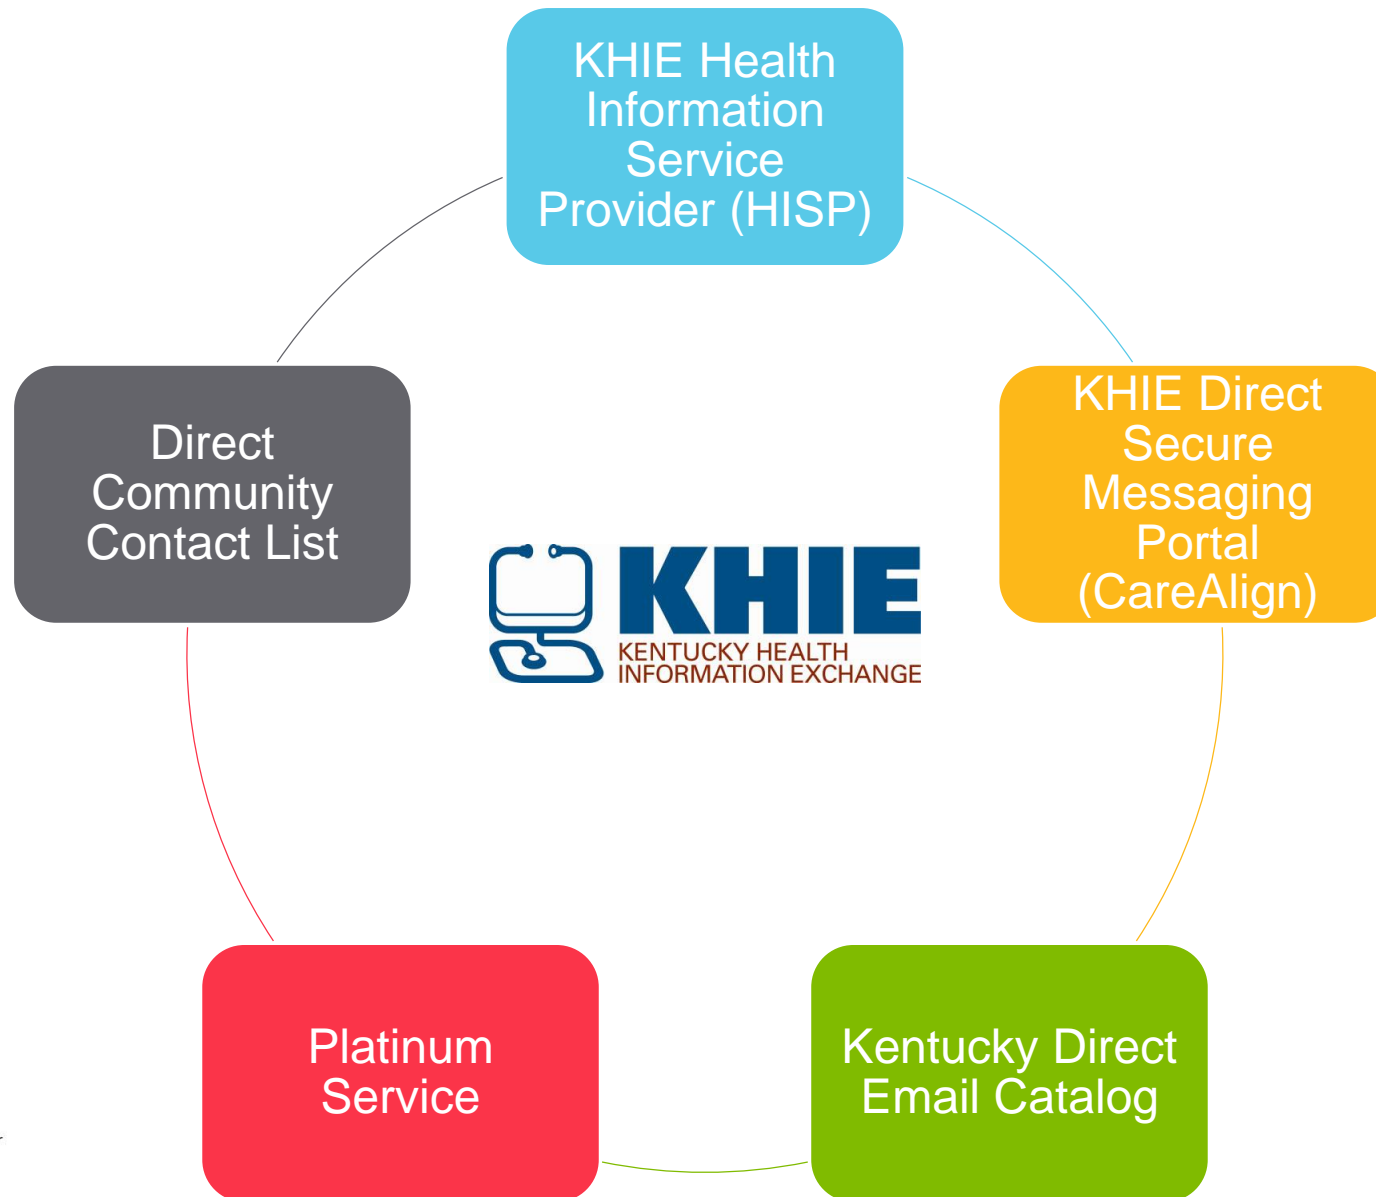 KHIE Health
Information
Service
Provider (HISP)
KHIE Direct
Secure
Messaging
Portal
(CareAlign)
Direct
Community
Contact List
KHIE
KENTUCKY HEALTH
INFORMATION EXCHANGE
Platinum
Service
Kentucky Direct
Email Catalog